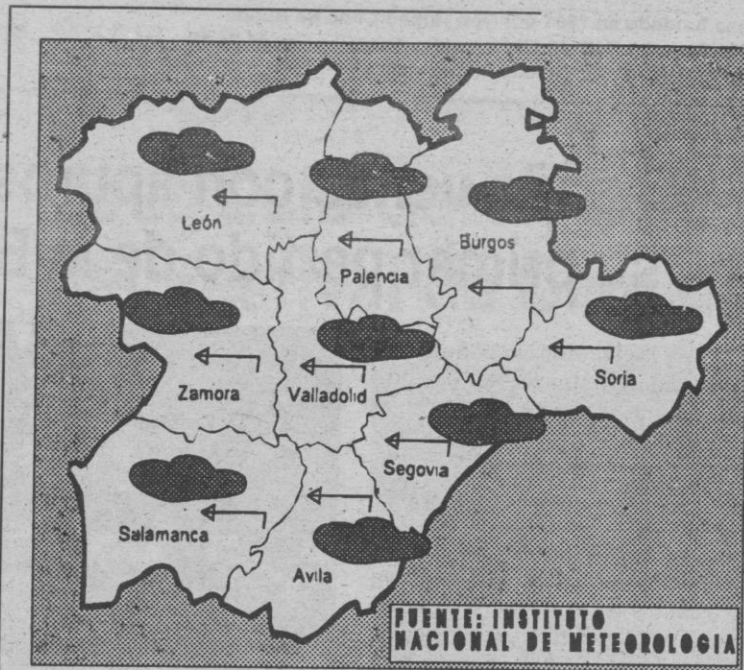 León
Burgos
Palencia
Soria
Zamora
Valladolid
Segovia
Salamanca
Avila
FUENTE: INSTITUTO
NACIONAL DE METEOROLOGIA